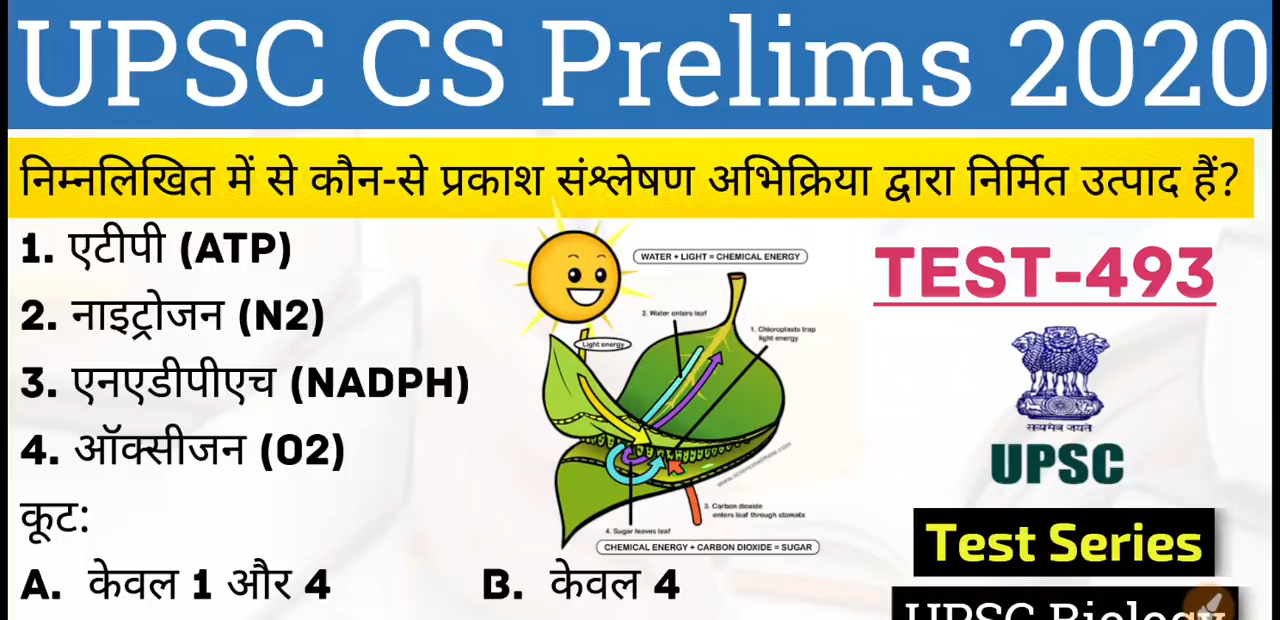 UPSC CS Prelims 2020
निम्नलिखित में से कौन-से प्रकाश संश्लेषण अभिक्रिया द्वारा निर्मित उत्पाद हैं?
1. एटीपी (ATP)
2. नाइट्रोजन (N2)
3. एनएडीपीएच (NADPH)
4. ऑक्सीजन (O2)
कूट:
A. केवल 1 और 4
B. केवल 4
WATER + LIGHT = CHEMICAL ENERGY
2. Water enters leaf
1. Chloroplasts trap
light energy
Light energy
3. Carbon dioxide
enters leaf through stomata
4. Sugar leaves leaf
CHEMICAL ENERGY + CARBON DIOXIDE = SUGAR
TEST-493
सत्यमेव जयते
UPSC
Test Series
UPSC Biology